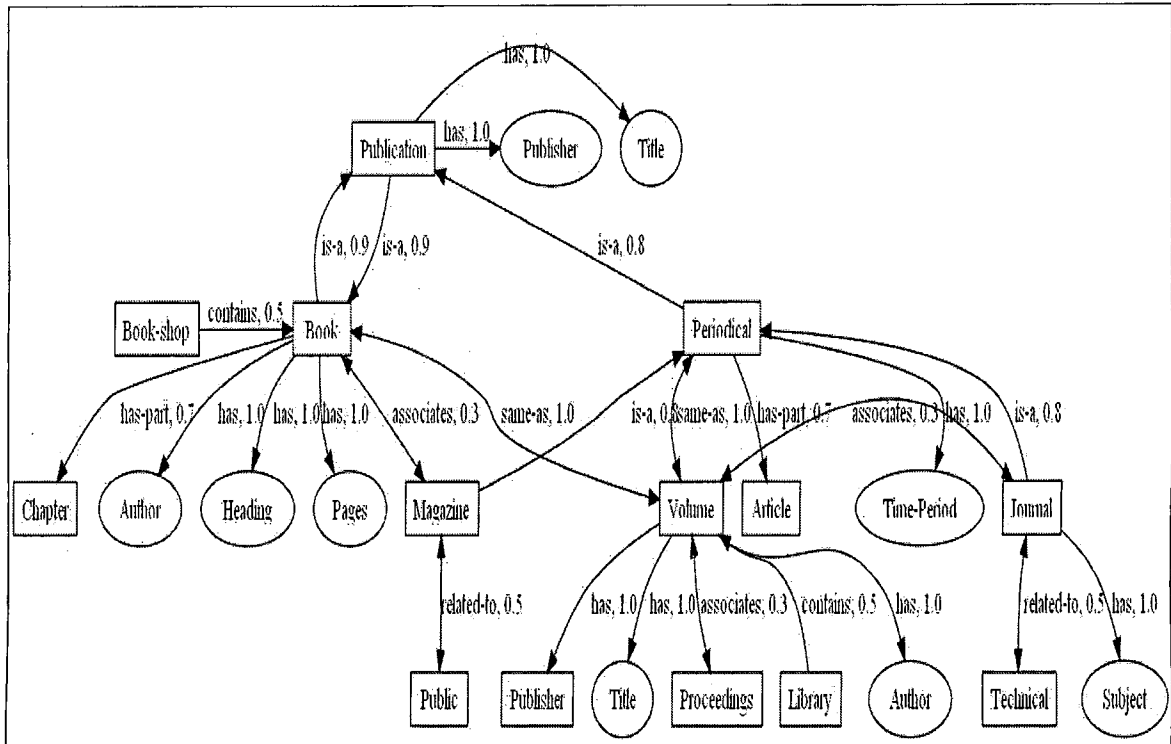 has, 1.0
has, 1.0
Publication
Publisher
Title
is-a, 0.9
is-a, 0.9
is-a, 0.8
Book-shop
contains, 0.5
Book
Periodical
has-part, 0.7
has, 1.0
has, 1.0
has, 1.0
associates, 0.3
same-as, 1.0
is-a, 0.8
same-as, 1.0
has-part, 0.7
associates, 0.3
has, 1.0
is-a, 0.8
Chapter
Author
Heading
Pages
Magazine
Volume
Article
Time-Period
Journal
related-to, 0.5
has, 1.0
has, 1.0
associates, 0.3
contains, 0.5
has, 1.0
related-to, 0.5
has, 1.0
Public
Publisher
Title
Proceedings
Library
Author
Technical
Subject